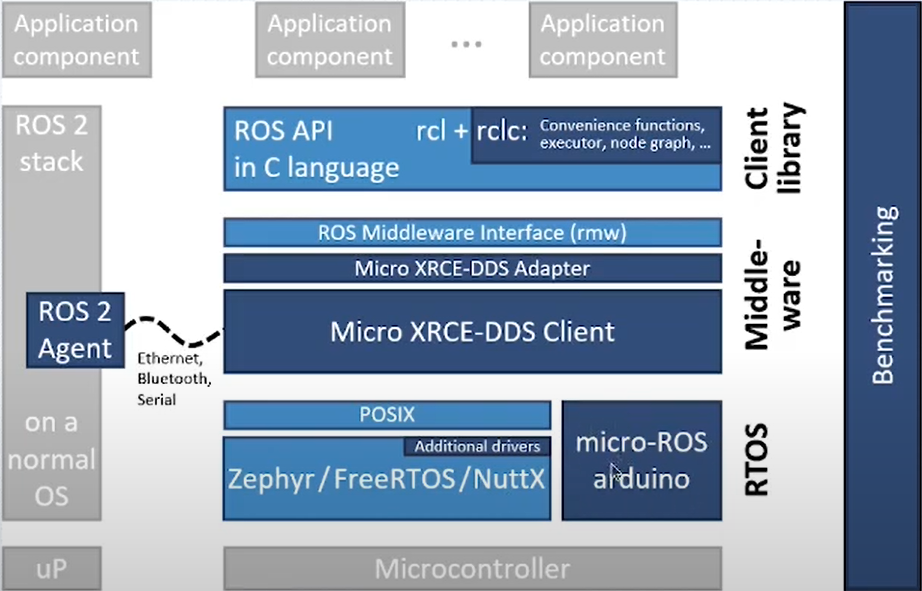 Application
component
Application
component
...
Application
component
ROS 2
stack
ROS API
in C language
rcl + rclc:
Convenience functions,
executor, node graph, ...
Client
library
ROS Middleware Interface (rmw)
Micro XRCE-DDS Adapter
Micro XRCE-DDS Client
Middle-
ware
ROS 2
Agent
Ethernet,
Bluetooth,
Serial
on a
normal
OS
POSIX
Additional drivers
Zephyr/FreeRTOS/NuttX
micro-ROS
arduino
RTOS
uP
Microcontroller
Benchmarking